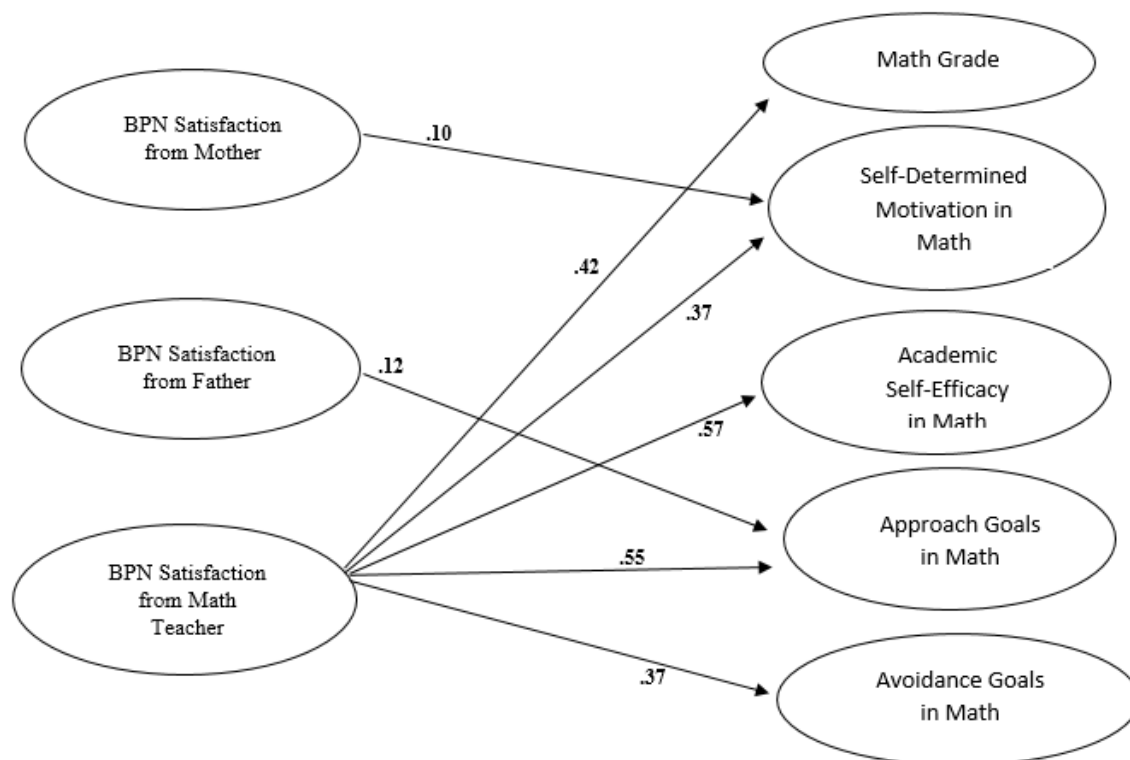 Math Grade
BPN Satisfaction
from Mother
.10
Self-Determined
Motivation in
Math
.42
.37
BPN Satisfaction
from Father
.12
Academic
Self-Efficacy
in Math
.57
BPN Satisfaction
from Math
Teacher
.55
Approach Goals
in Math
.37
Avoidance Goals
in Math